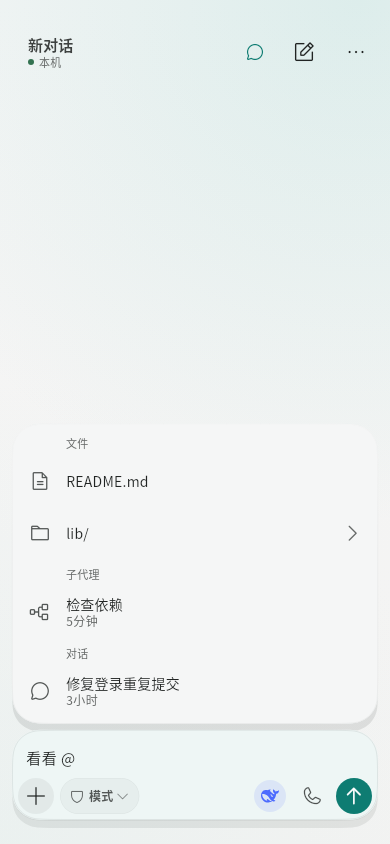 新对话
本机
文件
README.md
lib/
子代理
检查依赖
5分钟
对话
修复登录重复提交
3小时
看看 @
模式